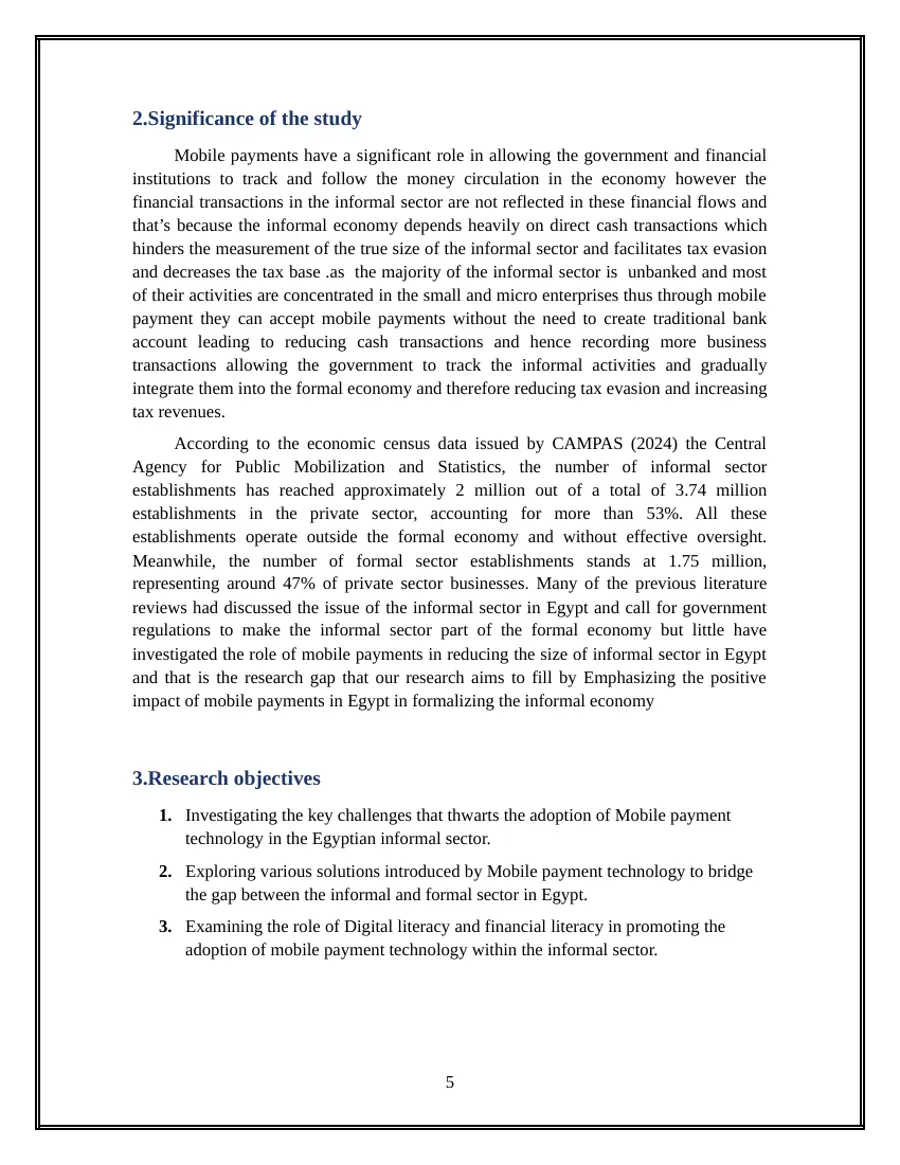 2.Significance of the study
Mobile payments have a significant role in allowing the government and financial
institutions to track and follow the money circulation in the economy however the
financial transactions in the informal sector are not reflected in these financial flows and
that’s because the informal economy depends heavily on direct cash transactions which
hinders the measurement of the true size of the informal sector and facilitates tax evasion
and decreases the tax base .as  the majority of the informal sector is  unbanked and most
of their activities are concentrated in the small and micro enterprises thus through mobile
payment they can accept mobile payments without the need to create traditional bank
account leading to reducing cash transactions and hence recording more business
transactions allowing the government to track the informal activities and gradually
integrate them into the formal economy and therefore reducing tax evasion and increasing
tax revenues.
According to the economic census data issued by CAMPAS (2024) the Central
Agency for Public Mobilization and Statistics, the number of informal sector
establishments has reached approximately 2 million out of a total of 3.74 million
establishments in the private sector, accounting for more than 53%. All these
establishments operate outside the formal economy and without effective oversight.
Meanwhile, the number of formal sector establishments stands at 1.75 million,
representing around 47% of private sector businesses. Many of the previous literature
reviews had discussed the issue of the informal sector in Egypt and call for government
regulations to make the informal sector part of the formal economy but little have
investigated the role of mobile payments in reducing the size of informal sector in Egypt
and that is the research gap that our research aims to fill by Emphasizing the positive
impact of mobile payments in Egypt in formalizing the informal economy
3.Research objectives
1. Investigating the key challenges that thwarts the adoption of Mobile payment
technology in the Egyptian informal sector.
2. Exploring various solutions introduced by Mobile payment technology to bridge
the gap between the informal and formal sector in Egypt.
3. Examining the role of Digital literacy and financial literacy in promoting the
adoption of mobile payment technology within the informal sector.
5